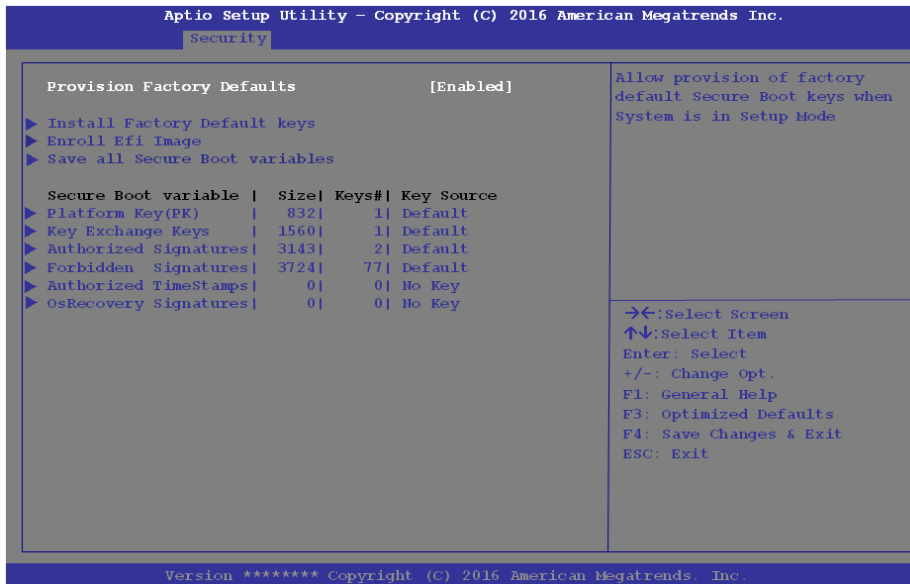 Aptio Setup Utility – Copyright (C) 2016 American Megatrends Inc.
Security
Provision Factory Defaults [Enabled]
Install Factory Default keys
Enroll Efi Image
Save all Secure Boot variables
Secure Boot variable | Size| Keys#| Key Source
Platform Key(PK) | 832| 1| Default
Key Exchange Keys | 1560| 1| Default
Authorized Signatures| 3143| 2| Default
Forbidden Signatures| 3724| 77| Default
Authorized TimeStamps| 0| 0| No Key
OsRecovery Signatures| 0| 0| No Key
Allow provision of factory
default Secure Boot keys when
System is in Setup Mode
→←:Select Screen
↑↓:Select Item
Enter: Select
+/-: Change Opt.
F1: General Help
F3: Optimized Defaults
F4: Save Changes & Exit
ESC: Exit
Version ******** Copyright (C) 2016 American Megatrends. Inc.